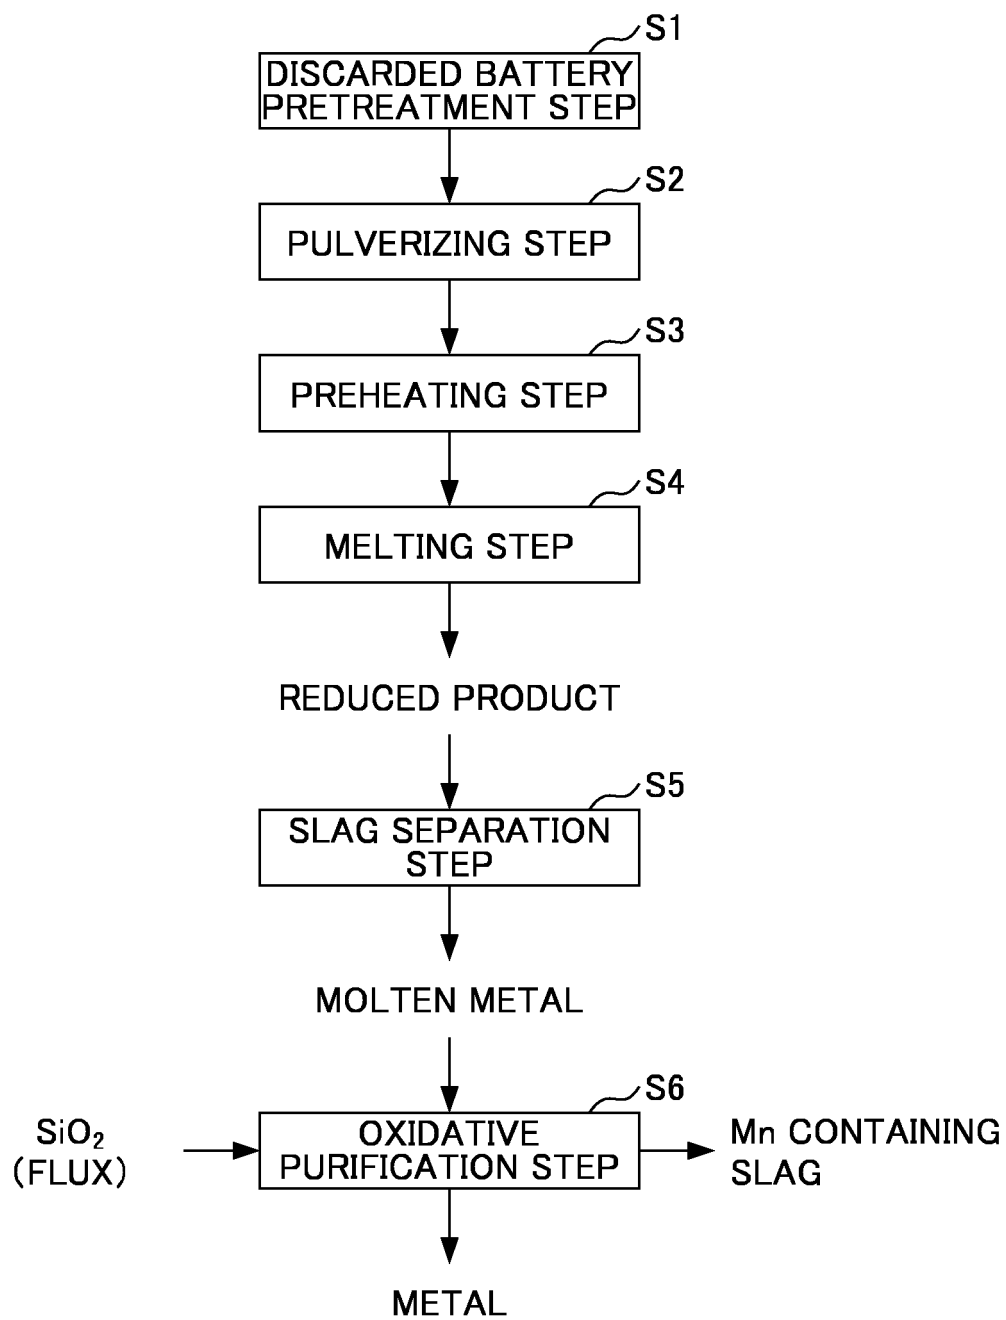 S1
DISCARDED BATTERY
PRETREATMENT STEP
S2
PULVERIZING STEP
S3
PREHEATING STEP
S4
MELTING STEP
REDUCED PRODUCT
S5
SLAG SEPARATION
STEP
MOLTEN METAL
S6
SiO₂
(FLUX)
OXIDATIVE
PURIFICATION STEP
Mn CONTAINING
SLAG
METAL